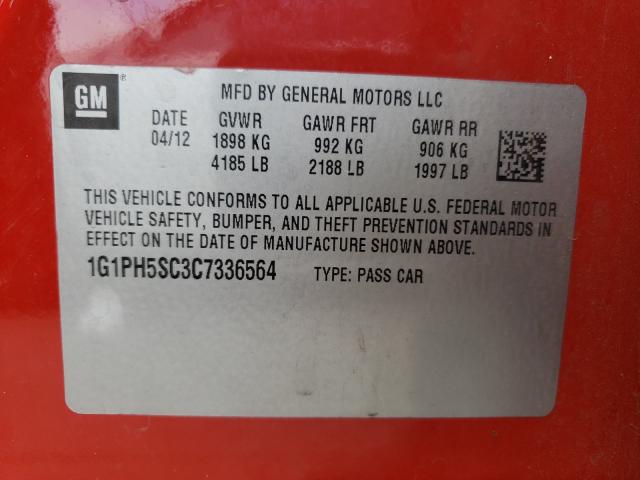 GM ®
MFD BY GENERAL MOTORS LLC
DATE GVWR GAWR FRT GAWR RR
04/12 1898 KG 992 KG 906 KG
4185 LB 2188 LB 1997 LB
THIS VEHICLE CONFORMS TO ALL APPLICABLE U.S. FEDERAL MOTOR
VEHICLE SAFETY, BUMPER, AND THEFT PREVENTION STANDARDS IN
EFFECT ON THE DATE OF MANUFACTURE SHOWN ABOVE.
1G1PH5SC3C7336564 TYPE: PASS CAR